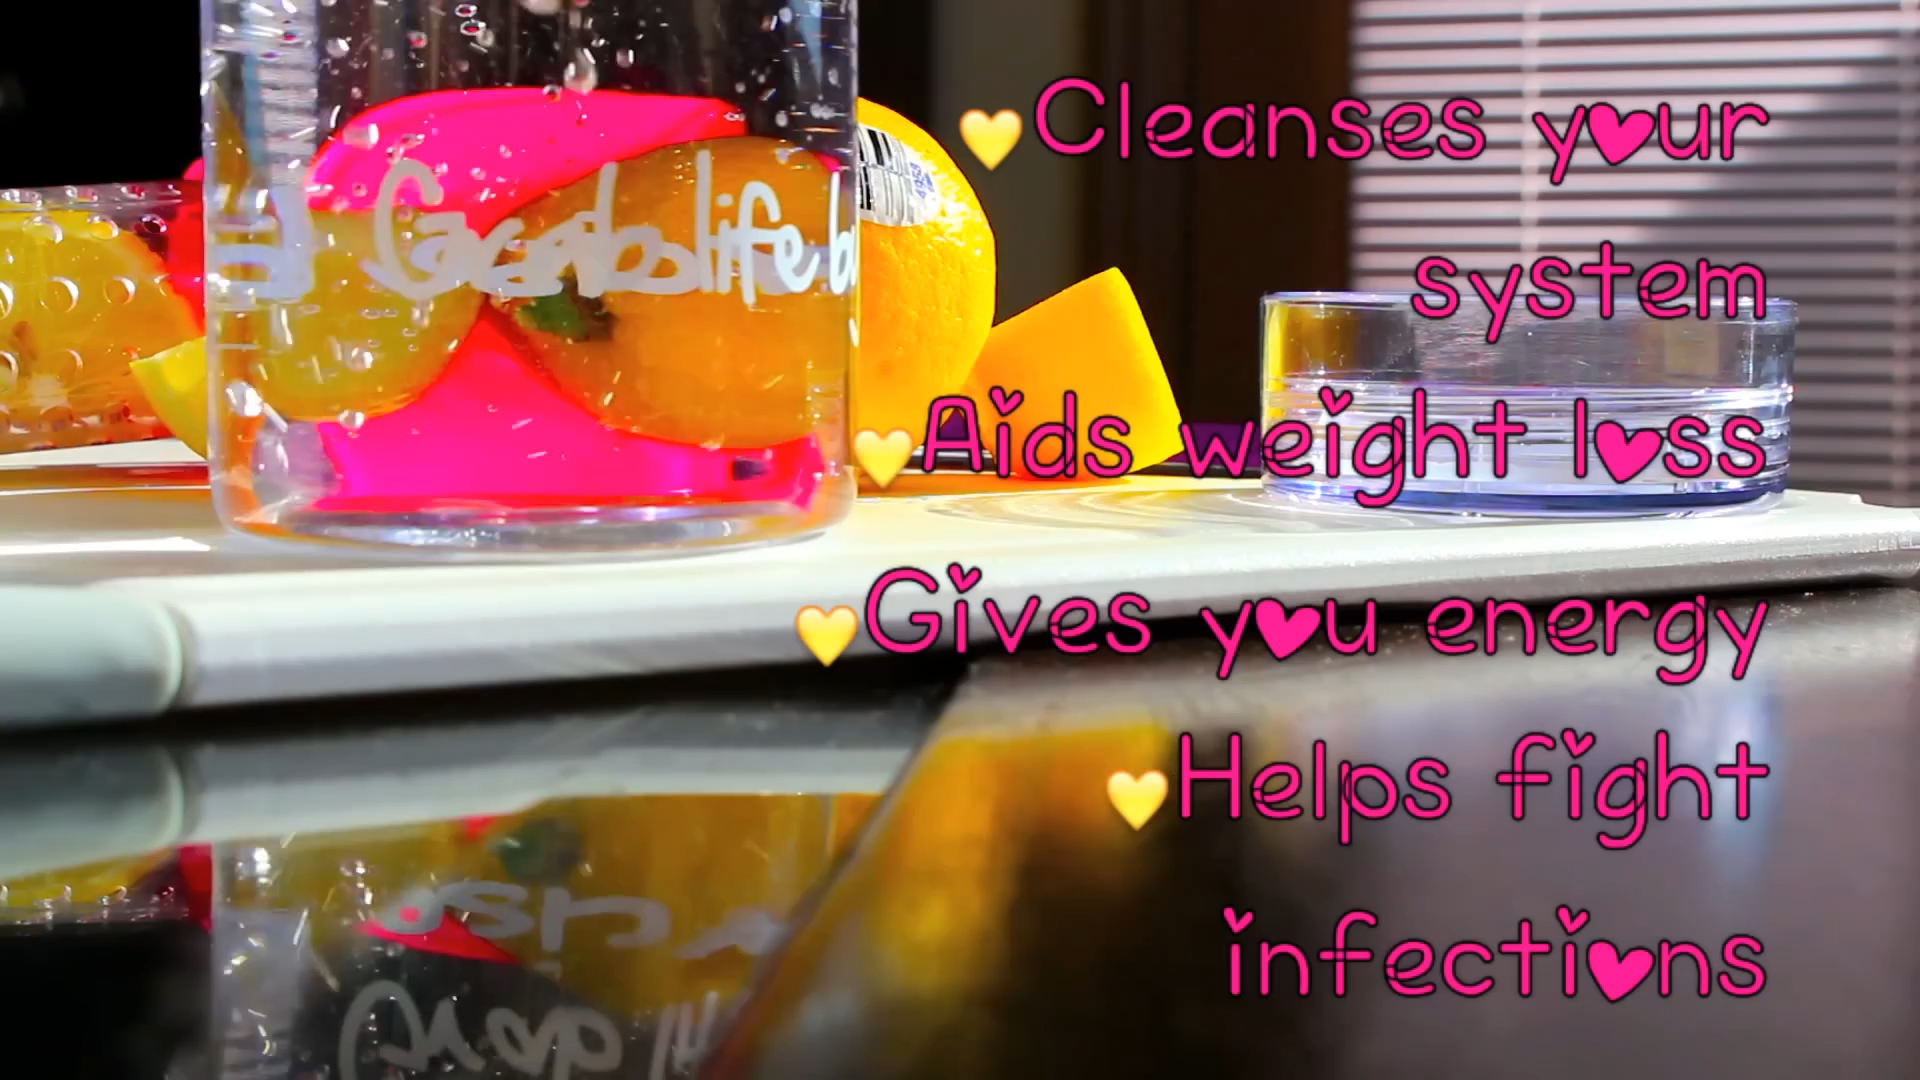 💛Cleanses your
system
💛Aids weight loss
💛Gives you energy
💛Helps fight
infections